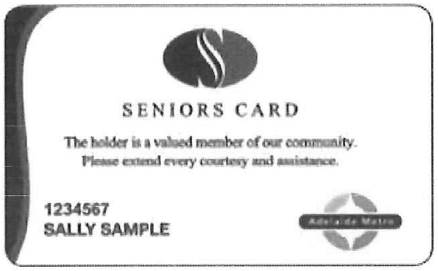 SENIORS CARD
The holder is a valued member of our community.
Please extend every courtesy and assistance.
1234567
SALLY SAMPLE
Adelaide Metro